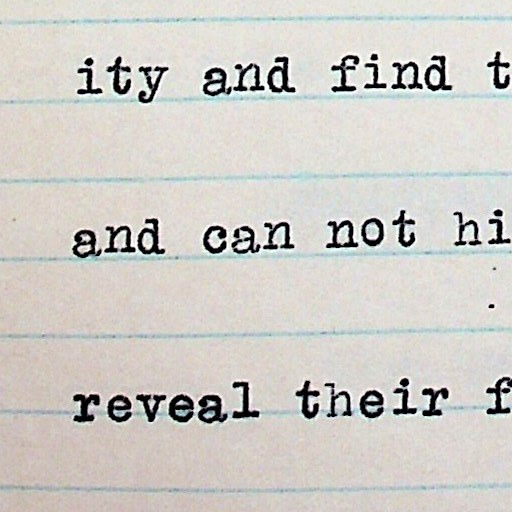 ity and find t
and can not hi
reveal their f